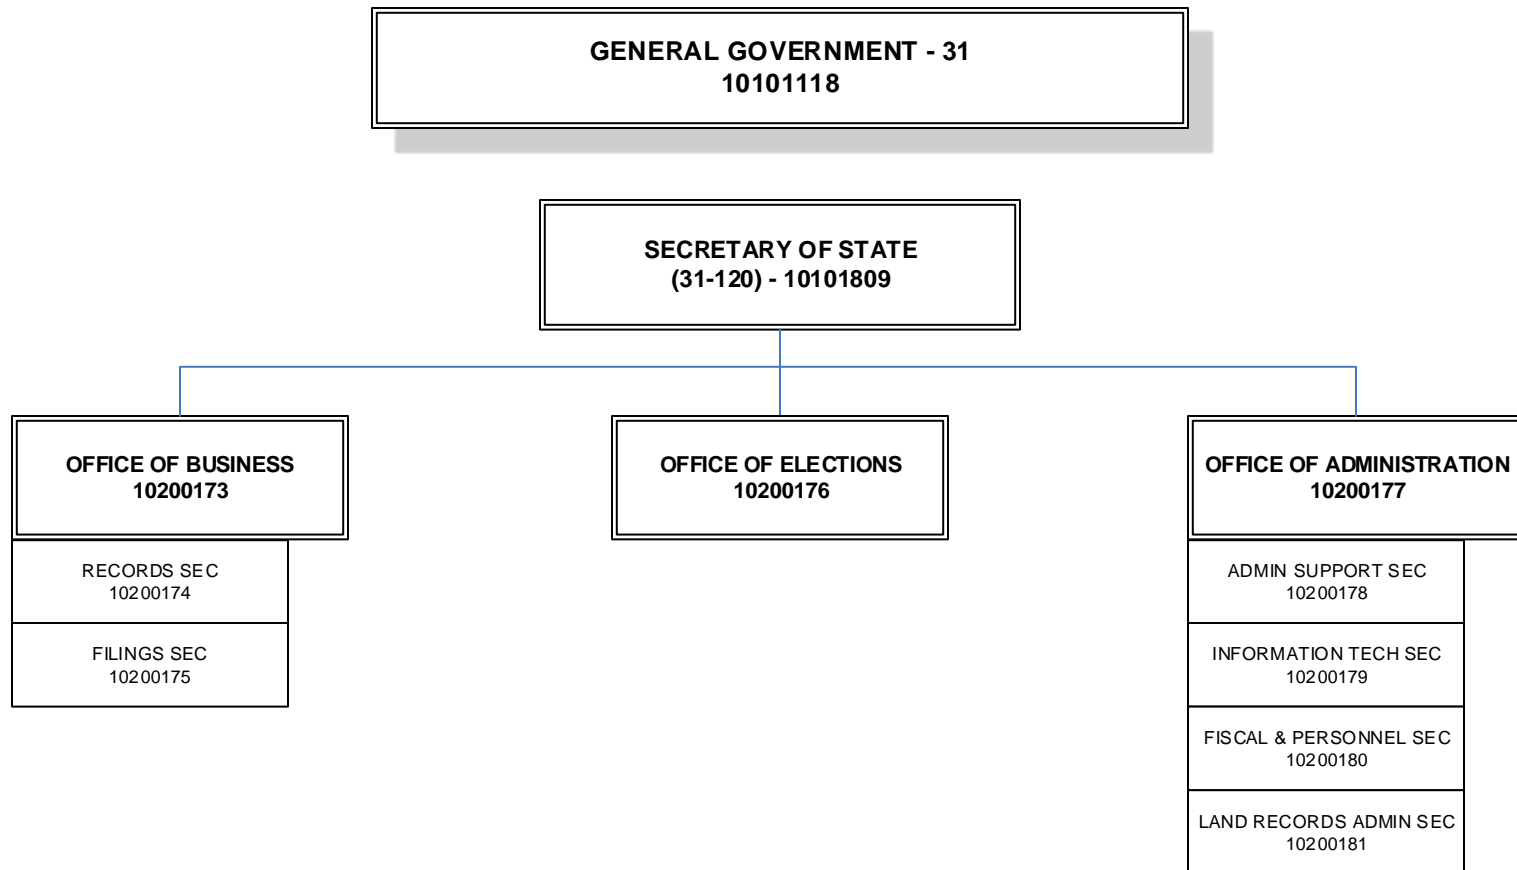 GENERAL GOVERNMENT - 31
10101118
SECRETARY OF STATE
(31-120) - 10101809
OFFICE OF BUSINESS
10200173
RECORDS SEC
10200174
FILINGS SEC
10200175
OFFICE OF ELECTIONS
10200176
OFFICE OF ADMINISTRATION
10200177
ADMIN SUPPORT SEC
10200178
INFORMATION TECH SEC
10200179
FISCAL & PERSONNEL SEC
10200180
LAND RECORDS ADMIN SEC
10200181